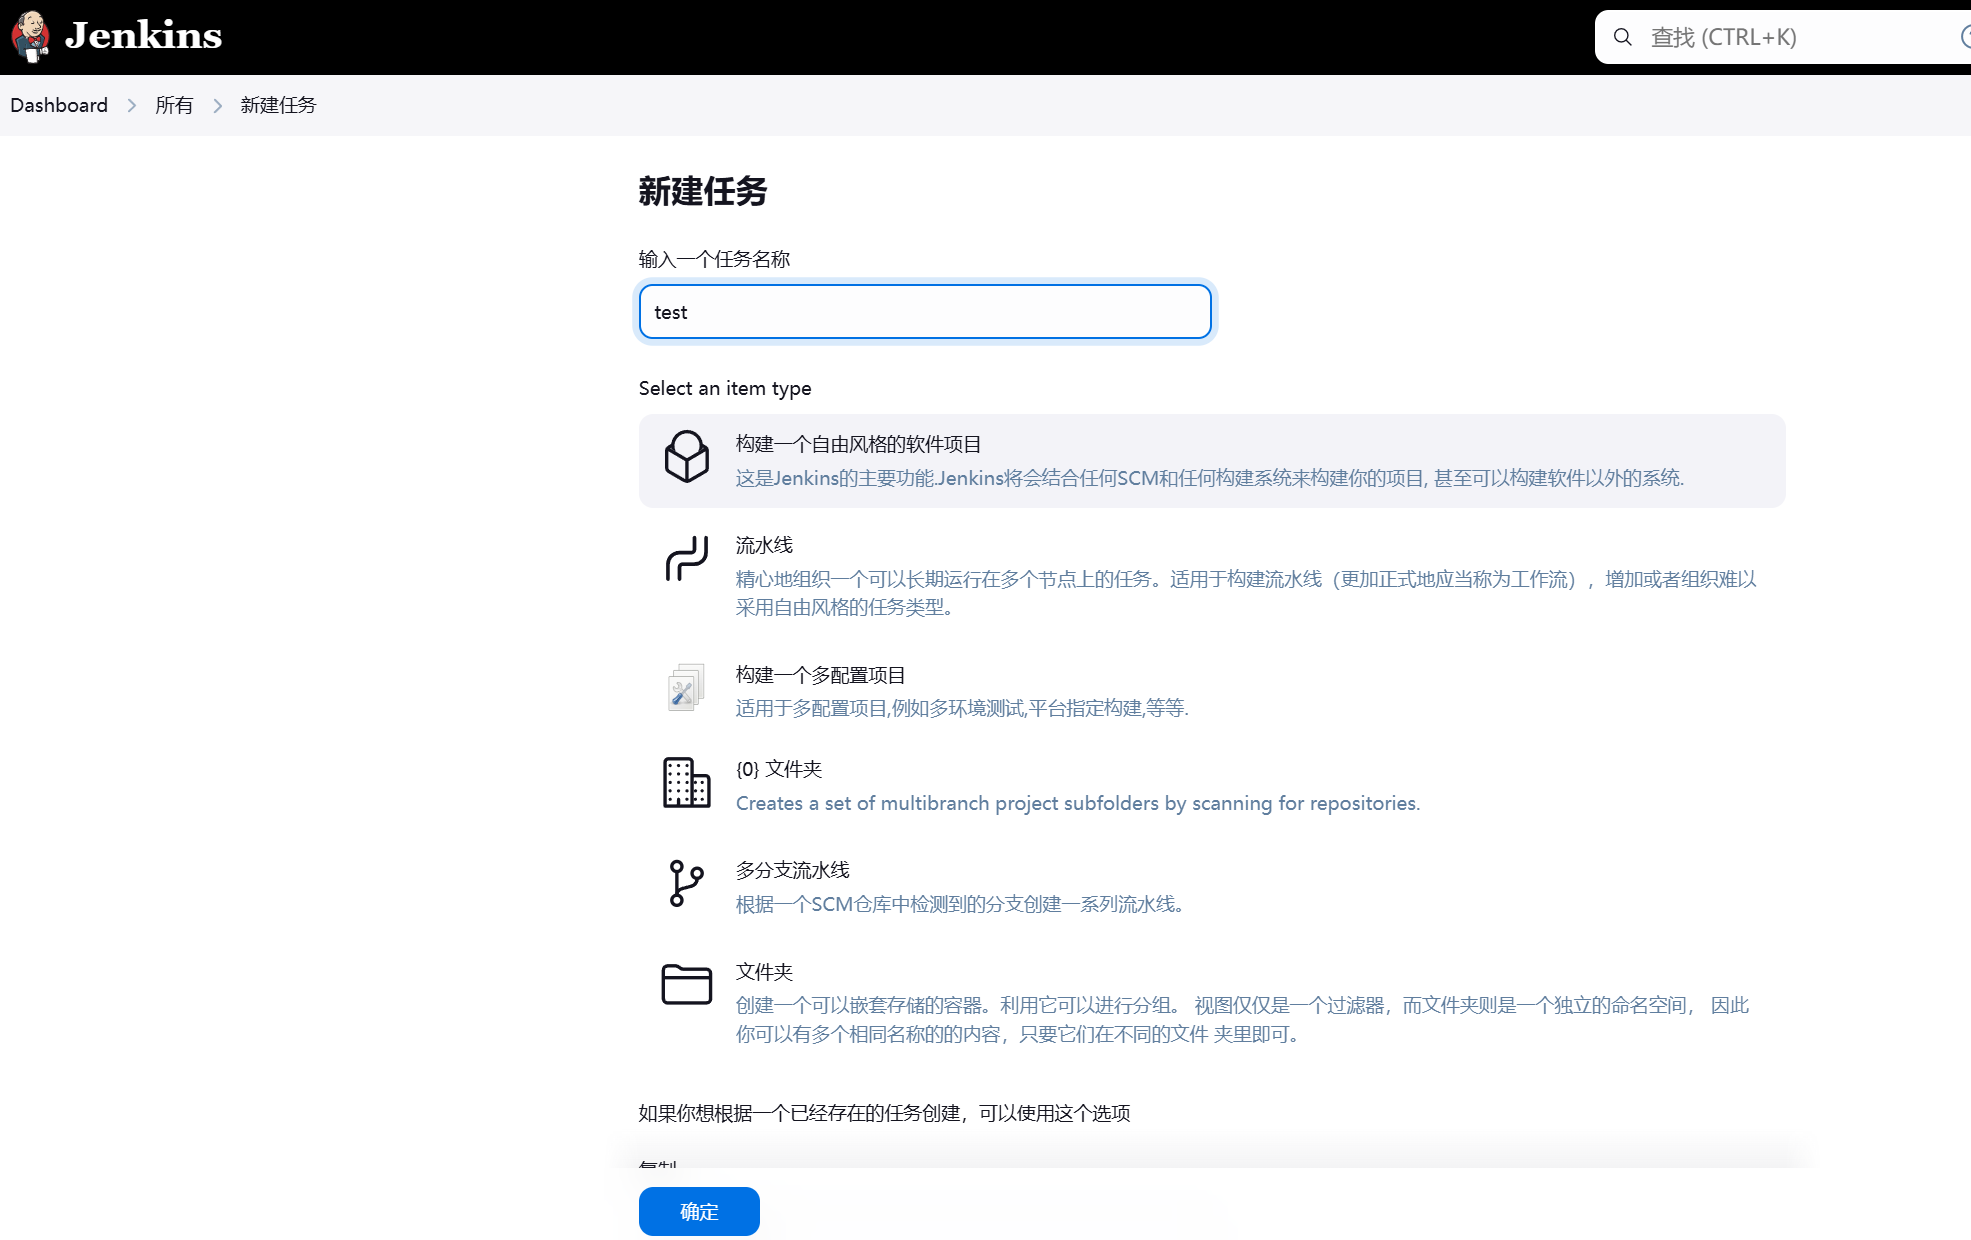 Jenkins
查找 (CTRL+K)
Dashboard
所有
新建任务
新建任务
输入一个任务名称
test
Select an item type
构建一个自由风格的软件项目
这是Jenkins的主要功能.Jenkins将会结合任何SCM和任何构建系统来构建你的项目, 甚至可以构建软件以外的系统.
流水线
精心地组织一个可以长期运行在多个节点上的任务。适用于构建流水线（更加正式地应当称为工作流），增加或者组织难以
采用自由风格的任务类型。
构建一个多配置项目
适用于多配置项目,例如多环境测试,平台指定构建,等等.
{0} 文件夹
Creates a set of multibranch project subfolders by scanning for repositories.
多分支流水线
根据一个SCM仓库中检测到的分支创建一系列流水线。
文件夹
创建一个可以嵌套存储的容器。利用它可以进行分组。 视图仅仅是一个过滤器，而文件夹则是一个独立的命名空间， 因此
你可以有多个相同名称的的内容，只要它们在不同的文件 夹里即可。
如果你想根据一个已经存在的任务创建，可以使用这个选项
确定